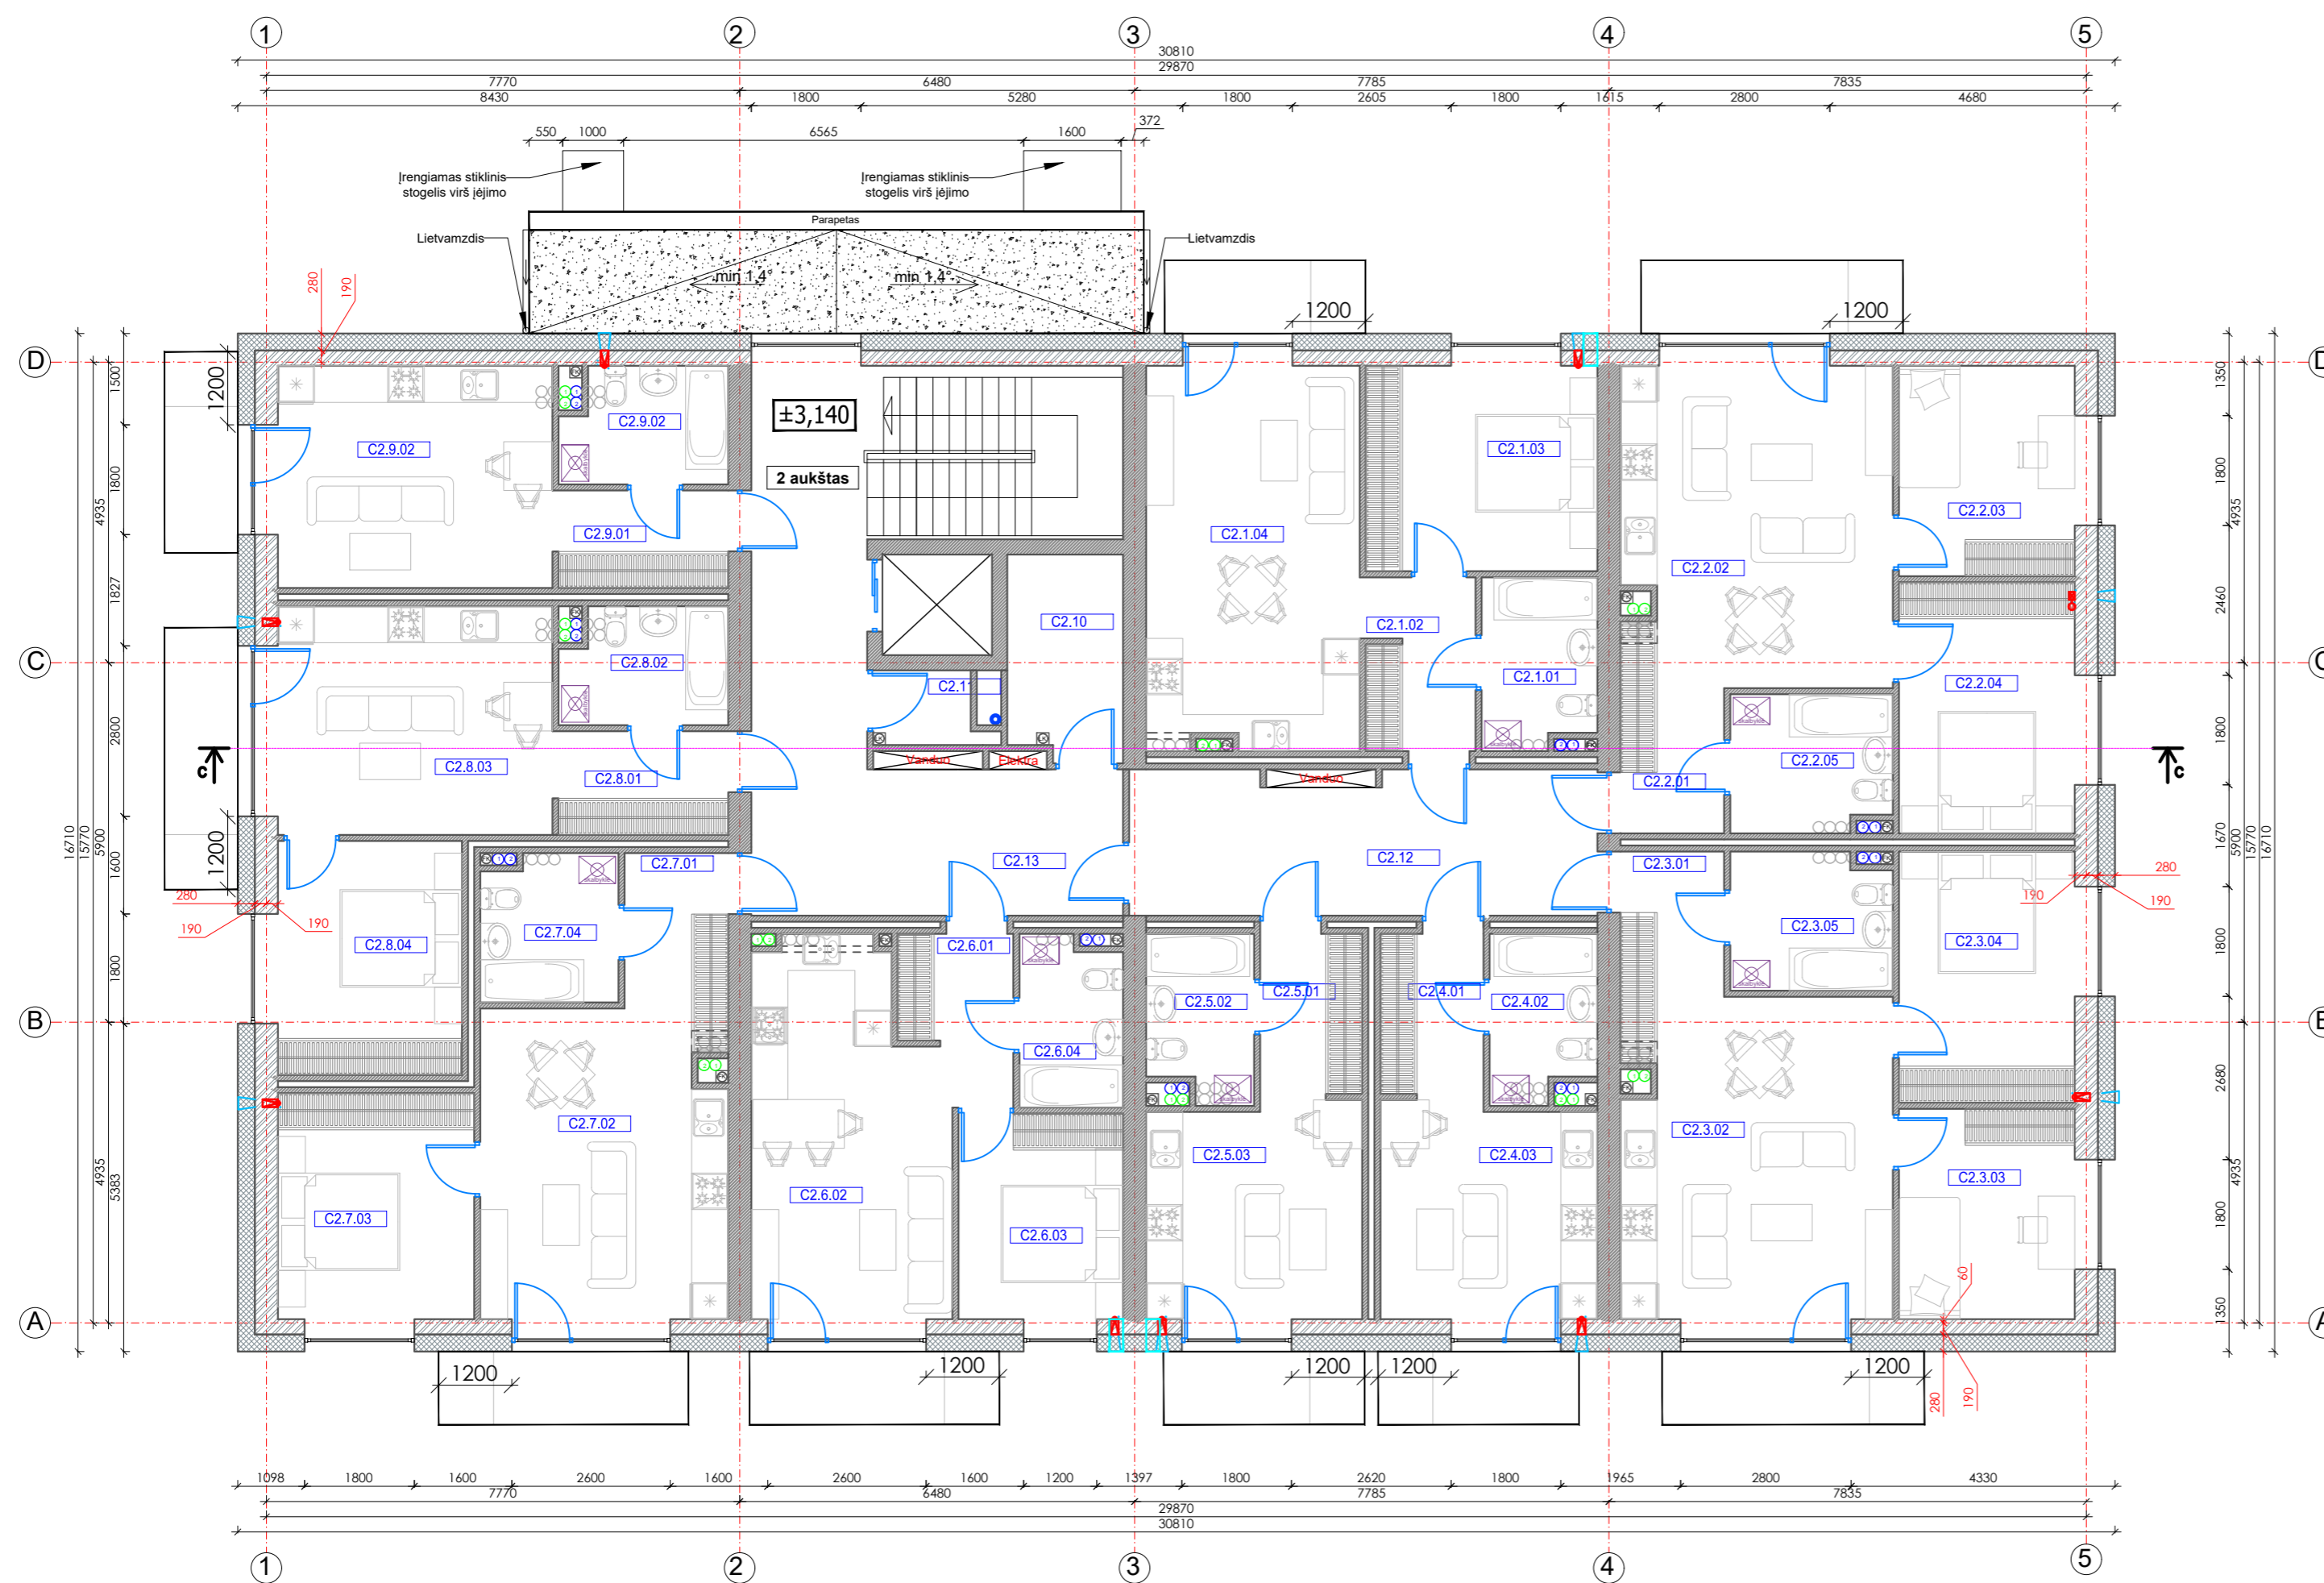 1 2 3 4 5
30810
29870
7770 6480 7785 7835
8430 1800 5280 1800 2605 1800 1615 2800 4680
550 1000 6565 1600 372
Įrengiamas stiklinis
stogelis virš įėjimo
Įrengiamas stiklinis
stogelis virš įėjimo
Parapetas
Lietvamzdis
Lietvamzdis
min 1,4°
min 1,4°
280 190
1200 1200
D D
1200
1500 1800 1827 2800 1600 1800 5383
4935 5900 4935
15770
16710
1350 1800 2460 1800 1670 1800 2680 1800 1350
4935 5900 4935
15770
16710
±3,140
2 aukštas
C2.9.02
C2.9.02
C2.9.01
C2.1.03
C2.1.04
C2.2.03
C2.2.02
C2.10
C2.1.02
C C
C2.8.02
C2.11
C2.1.01
C2.2.04
c c
C2.8.03
C2.8.01
Vanduo Elektra
Vanduo
C2.2.05
C2.2.01
1200
280
190 190
C2.7.01
C2.13
C2.12
C2.3.01
280
190 190
C2.8.04
C2.7.04
C2.6.01
C2.3.05
C2.3.04
C2.5.02
C2.5.01
C2.4.01
C2.4.02
B B
C2.6.04
C2.7.02
C2.3.02
C2.5.03
C2.4.03
C2.3.03
C2.7.03
C2.6.02
C2.6.03
60
A A
1200 1200 1200 1200 1200
280 190
1098 1800 1600 2600 1600 2600 1600 1200 1397 1800 2620 1800 1965 2800 4330
7770 6480 7785 7835
29870
30810
1 2 3 4 5